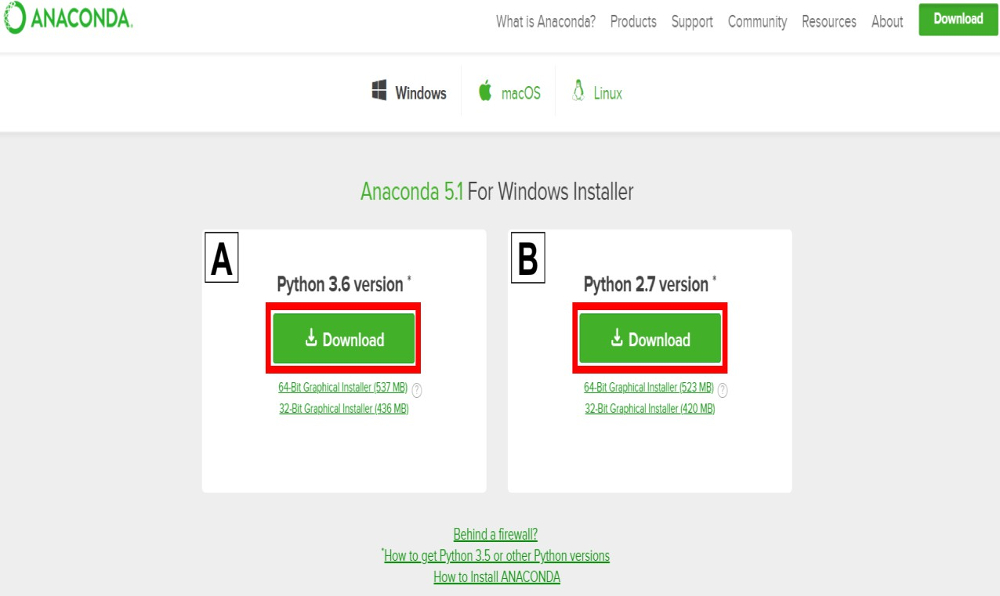 ANACONDA.
What is Anaconda? Products Support Community Resources About Download
Windows macOS Linux
Anaconda 5.1 For Windows Installer
A
Python 3.6 version *
Download
64-Bit Graphical Installer (537 MB) ?
32-Bit Graphical Installer (436 MB)
B
Python 2.7 version *
Download
64-Bit Graphical Installer (523 MB) ?
32-Bit Graphical Installer (420 MB)
Behind a firewall?
*How to get Python 3.5 or other Python versions
How to Install ANACONDA